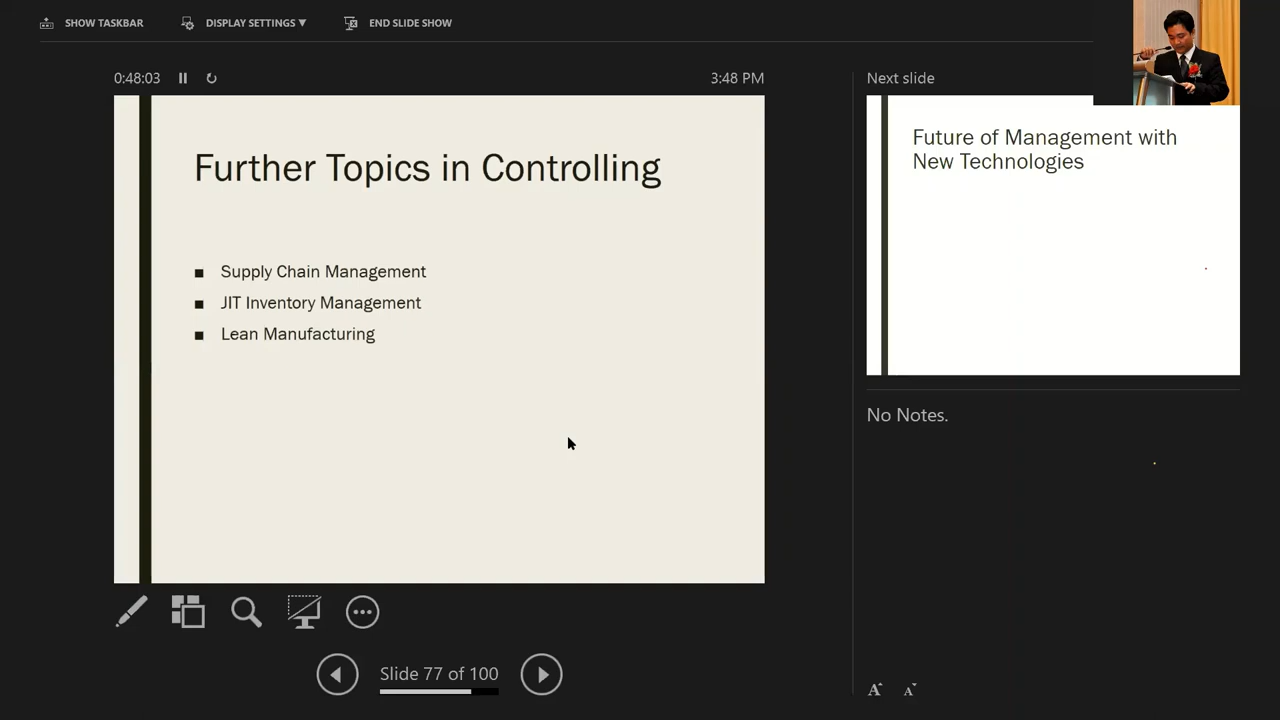 SHOW TASKBAR
DISPLAY SETTINGS ▼
END SLIDE SHOW
0:48:03
3:48 PM
Further Topics in Controlling
■ Supply Chain Management
■ JIT Inventory Management
■ Lean Manufacturing
Slide 77 of 100
Next slide
Future of Management with
New Technologies
No Notes.
A A